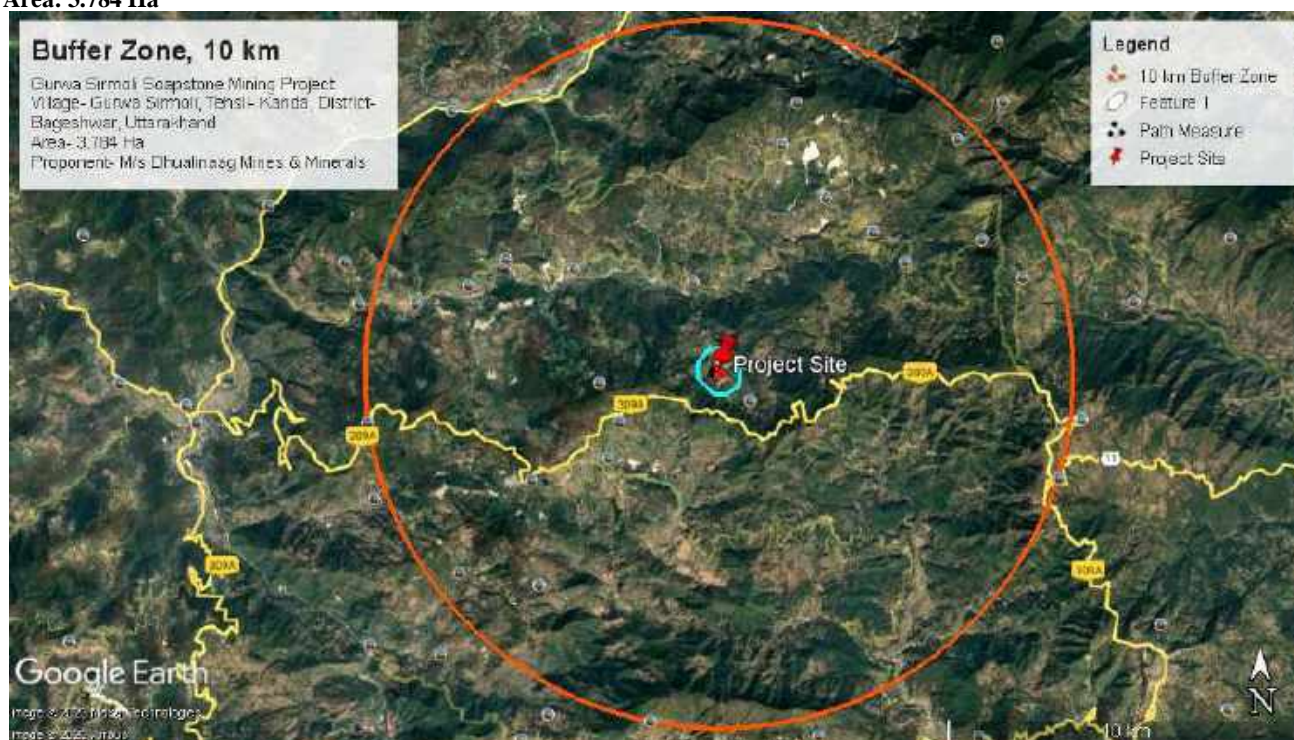 Area: 3.784 Ha
Buffer Zone, 10 km
Gurwa Sirmoli Soapstone Mining Project
Village- Gurwa Sirmoli, Tehsil- Kanda, District-
Bageshwar, Uttarakhand
Area- 3.784 Ha
Proponent- M/s Dhualinaag Mines & Minerals
Legend
10 km Buffer Zone
Feature 1
Path Measure
Project Site
Project Site
309A
309A
309A
309A
309A
Google Earth
N
10 km